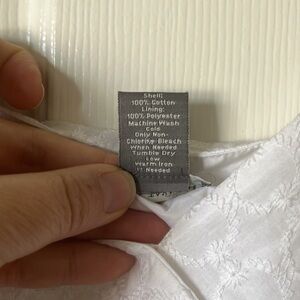 Shell:
100% Cotton
Lining:
100% Polyester
Machine Wash
Cold
Only Non-
Chlorine Bleach
When Needed
Tumble Dry
Low
Warm Iron
If Needed